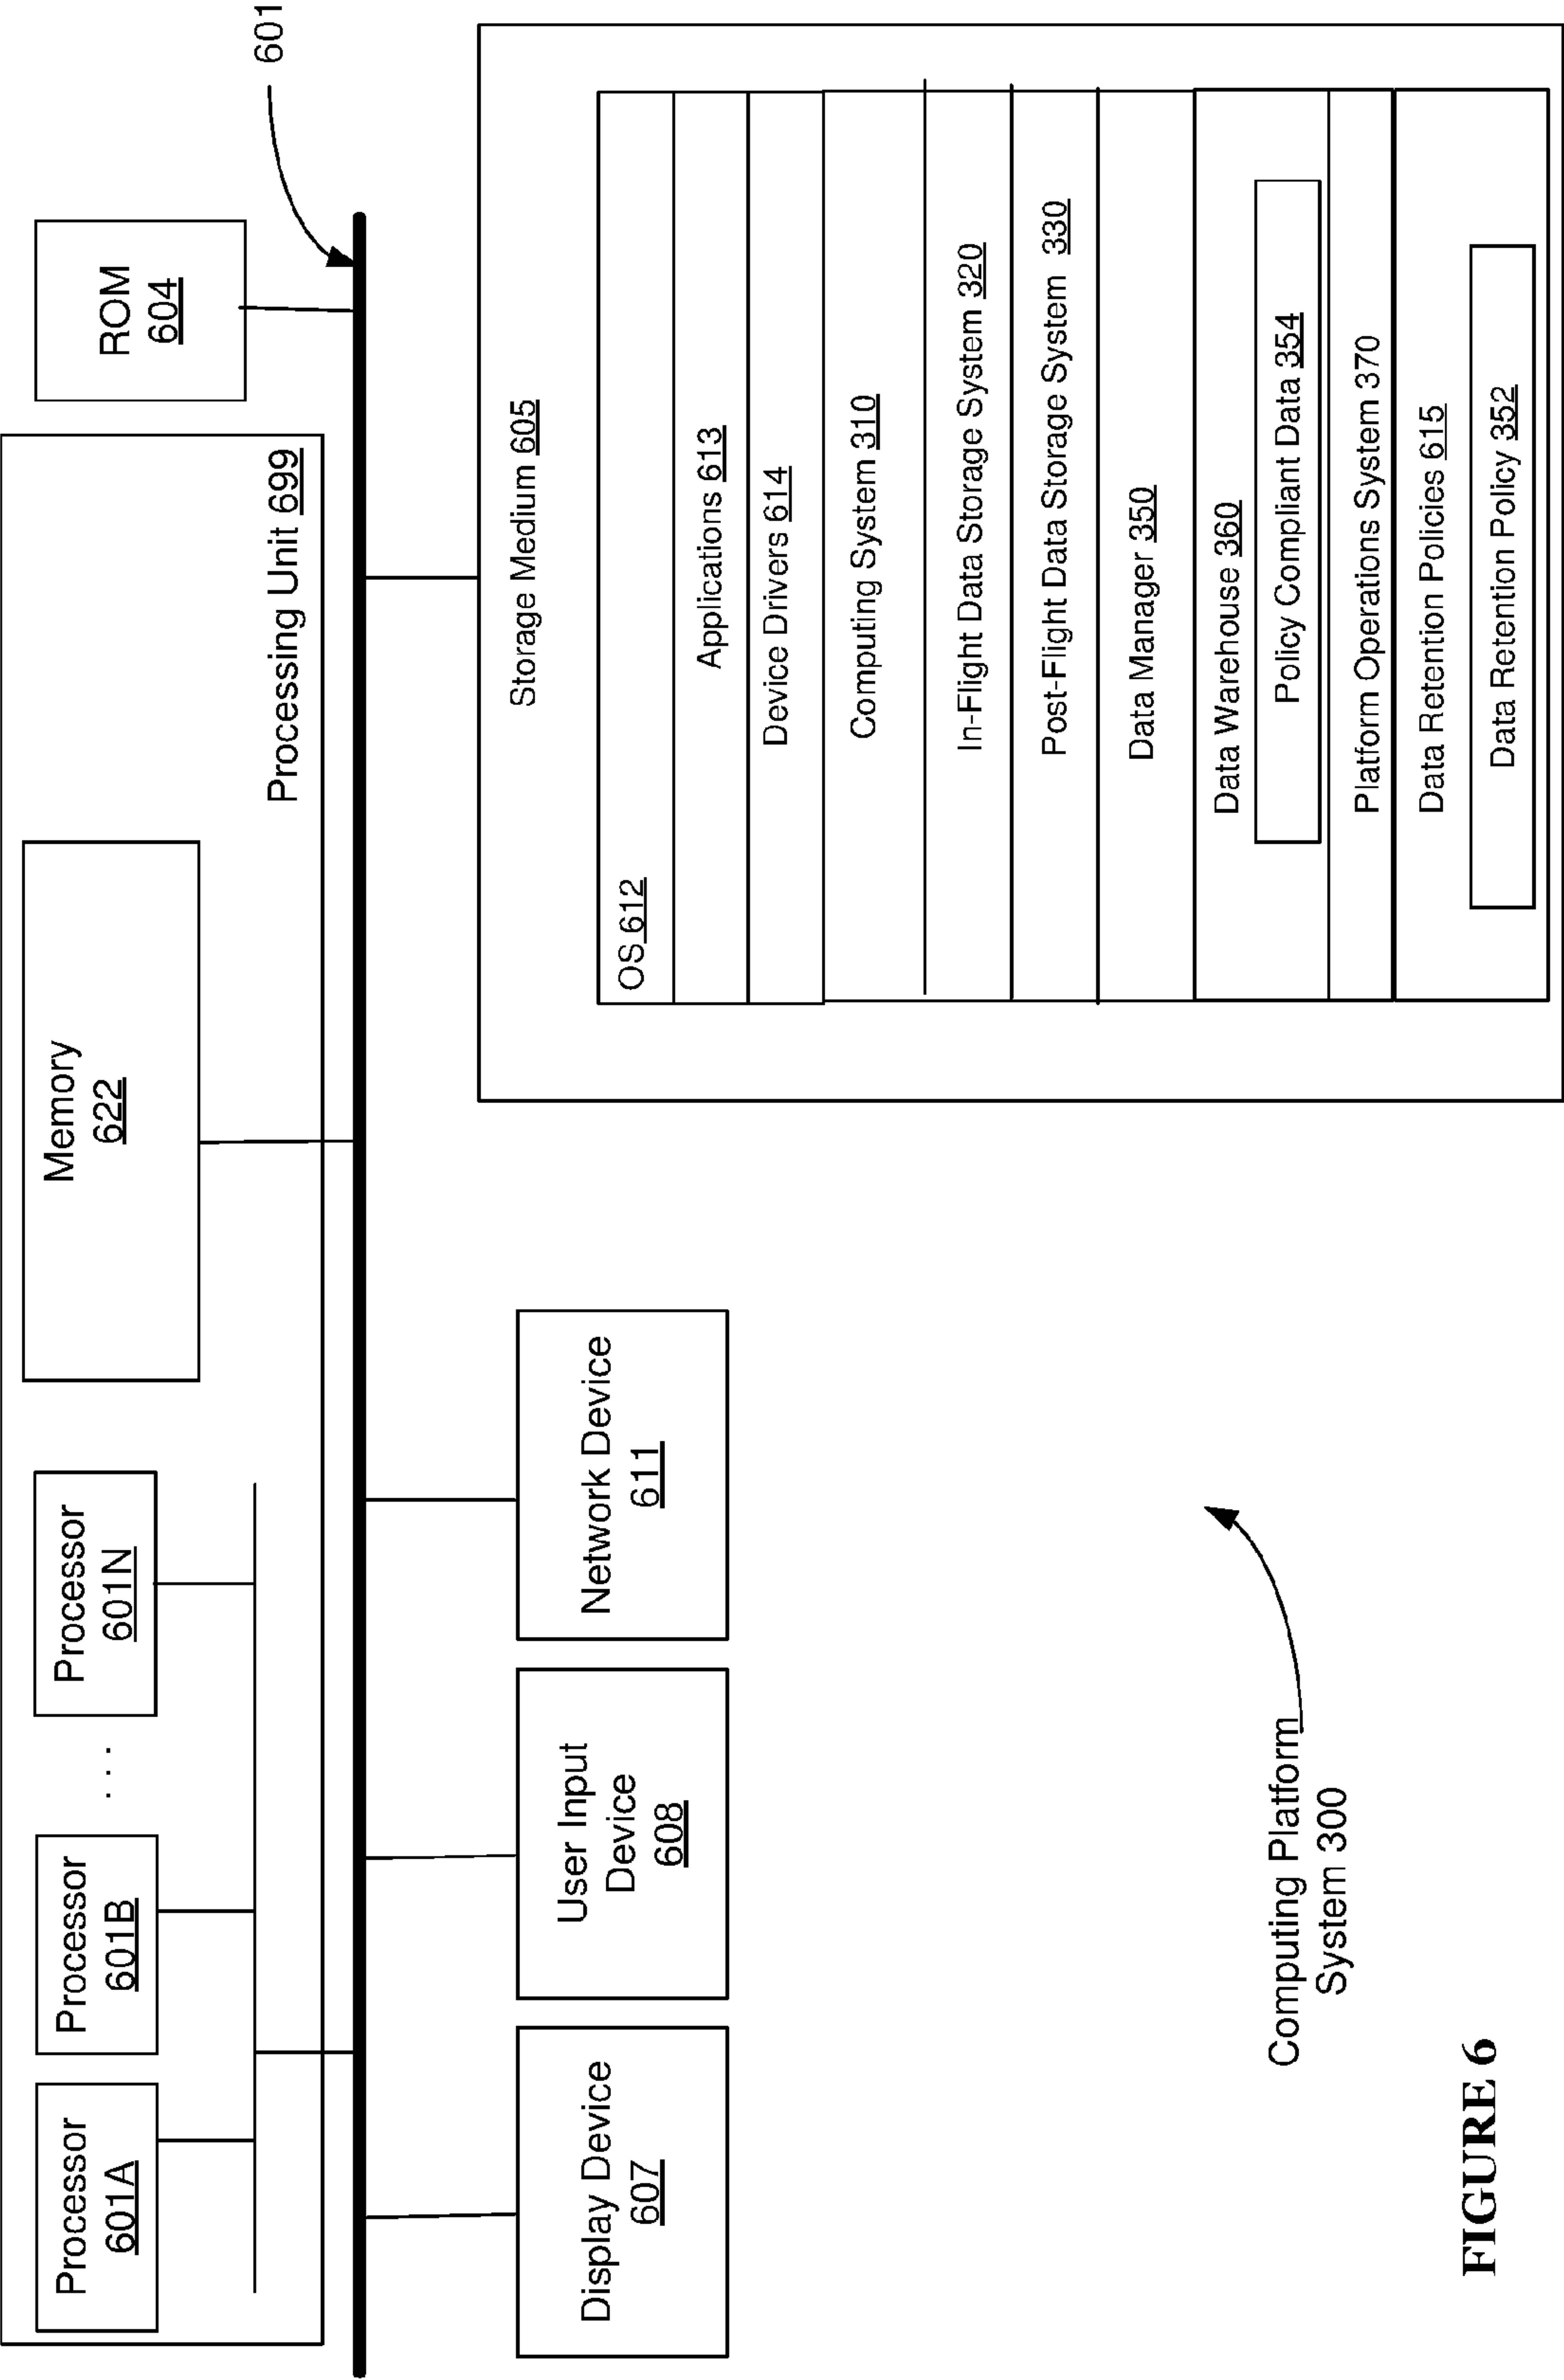 Processor
601A
Processor
601B
. . .
Processor
601N
Memory
622
Processing Unit 699
ROM
604
601
Display Device
607
User Input
Device
608
Network Device
611
Storage Medium 605
OS 612
Applications 613
Device Drivers 614
Computing System 310
In-Flight Data Storage System 320
Post-Flight Data Storage System 330
Data Manager 350
Data Warehouse 360
Policy Compliant Data 354
Platform Operations System 370
Data Retention Policies 615
Data Retention Policy 352
Computing Platform
System 300
FIGURE 6